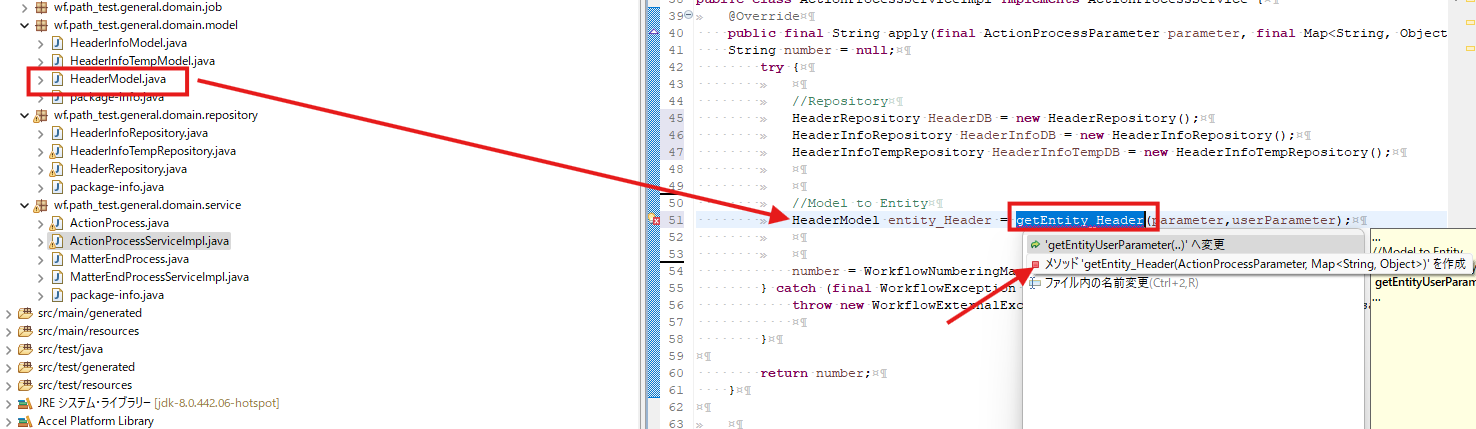 wf.path_test.general.domain.job
wf.path_test.general.domain.model
HeaderInfoModel.java
HeaderInfoTempModel.java
HeaderModel.java
package-info.java
wf.path_test.general.domain.repository
HeaderInfoRepository.java
HeaderInfoTempRepository.java
HeaderRepository.java
package-info.java
wf.path_test.general.domain.service
ActionProcess.java
ActionProcessServiceImpl.java
MatterEndProcess.java
MatterEndProcessServiceImpl.java
package-info.java
src/main/generated
src/main/resources
src/test/java
src/test/generated
src/test/resources
JRE システム・ライブラリー [jdk-8.0.442.06-hotspot]
Accel Platform Library
38 public class ActionProcessServiceImpl implements ActionProcessService {
39 @Override
40 public final String apply(final ActionProcessParameter parameter, final Map<String, Object
41 String number = null;
42 try {
43
44 //Repository
45 HeaderRepository HeaderDB = new HeaderRepository();
46 HeaderInfoRepository HeaderInfoDB = new HeaderInfoRepository();
47 HeaderInfoTempRepository HeaderInfoTempDB = new HeaderInfoTempRepository();
48
49
50 //Model to Entity
51 HeaderModel entity_Header = getEntity_Header(parameter,userParameter);
52
53
54 number = WorkflowNumberingMa
55 } catch (final WorkflowException
56 throw new WorkflowExternalExc
57
58 }
59
60 return number;
61 }
62
63
'getEntityUserParameter(..)' へ変更
メソッド 'getEntity_Header(ActionProcessParameter, Map<String, Object>)' を作成
ファイル内の名前変更(Ctrl+2,R)
...
//Model to Entity
getEntityUserParam
...